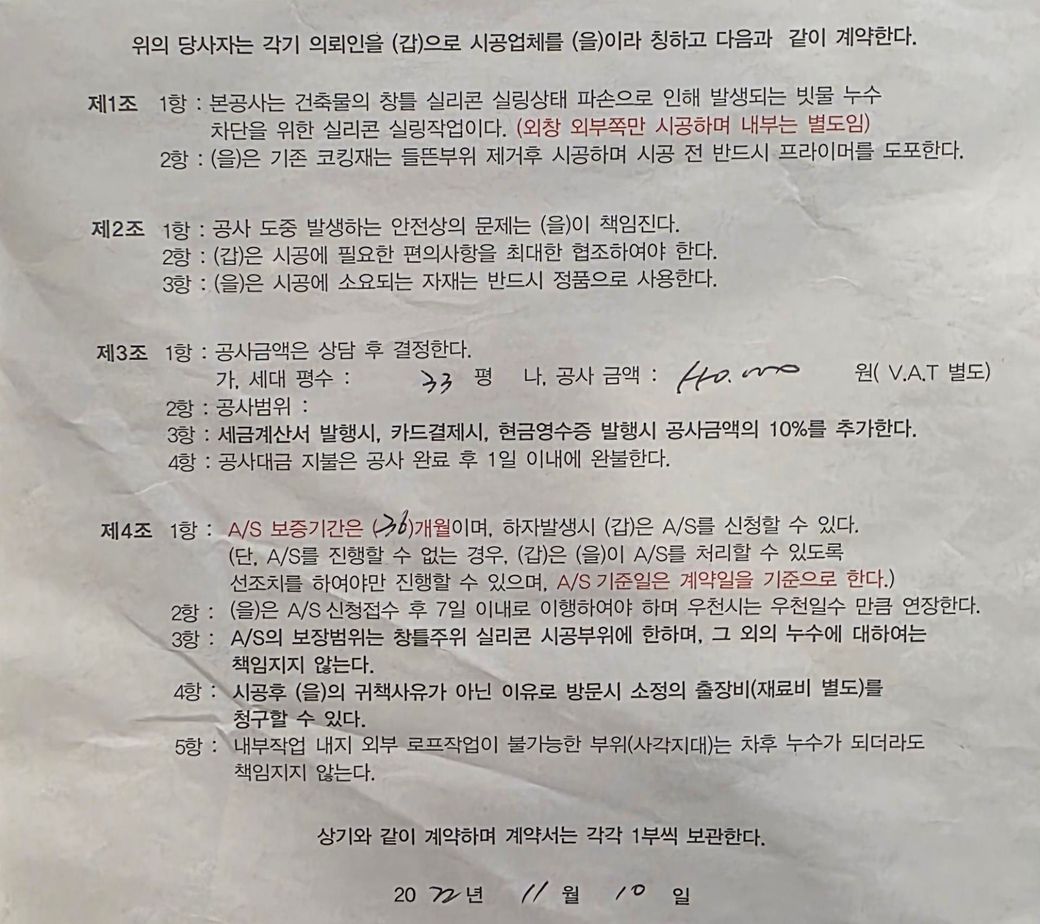 위의 당사자는 각기 의뢰인을 (갑)으로 시공업체를 (을)이라 칭하고 다음과 같이 계약한다.
제1조 1항 : 본공사는 건축물의 창틀 실리콘 실링상태 파손으로 인해 발생되는 빗물 누수
차단을 위한 실리콘 실링작업이다. (외창 외부쪽만 시공하며 내부는 별도임)
2항 : (을)은 기존 코킹재는 들뜬부위 제거후 시공하며 시공 전 반드시 프라이머를 도포한다.
제2조 1항 : 공사 도중 발생하는 안전상의 문제는 (을)이 책임진다.
2항 : (갑)은 시공에 필요한 편의사항을 최대한 협조하여야 한다.
3항 : (을)은 시공에 소요되는 자재는 반드시 정품으로 사용한다.
제3조 1항 : 공사금액은 상담 후 결정한다.
가, 세대 평수 : 33 평 나, 공사 금액 : 원( V.A.T 별도)
2항 : 공사범위 :
3항 : 세금계산서 발행시, 카드결제시, 현금영수증 발행시 공사금액의 10%를 추가한다.
4항 : 공사대금 지불은 공사 완료 후 1일 이내에 완불한다.
제4조 1항 : A/S 보증기간은 (36)개월이며, 하자발생시 (갑)은 A/S를 신청할 수 있다.
(단, A/S를 진행할 수 없는 경우, (갑)은 (을)이 A/S를 처리할 수 있도록
선조치를 하여야만 진행할 수 있으며, A/S 기준일은 계약일을 기준으로 한다.)
2항 : (을)은 A/S 신청접수 후 7일 이내로 이행하여야 하며 우천시는 우천일수 만큼 연장한다.
3항 : A/S의 보장범위는 창틀주위 실리콘 시공부위에 한하며, 그 외의 누수에 대하여는
책임지지 않는다.
4항 : 시공후 (을)의 귀책사유가 아닌 이유로 방문시 소정의 출장비(재료비 별도)를
청구할 수 있다.
5항 : 내부작업 내지 외부 로프작업이 불가능한 부위(사각지대)는 차후 누수가 되더라도
책임지지 않는다.
상기와 같이 계약하며 계약서는 각각 1부씩 보관한다.
2022년 11월 10일